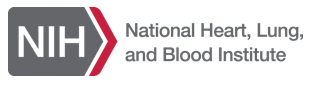 NIH
National Heart, Lung,
and Blood Institute